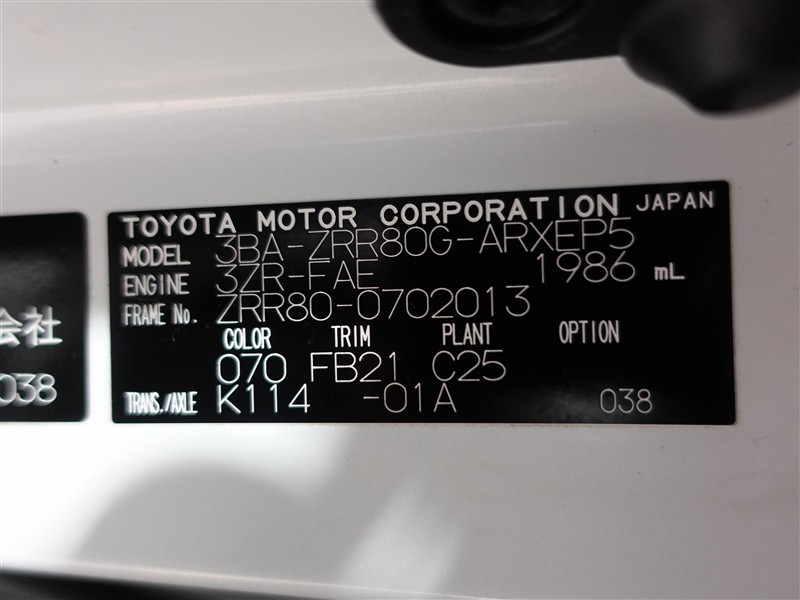 TOYOTA MOTOR CORPORATION JAPAN
MODEL 3BA-ZRR80G-ARXEP5
ENGINE 3ZR-FAE 1986 mL
FRAME No. ZRR80-0702013
COLOR TRIM PLANT OPTION
070 FB21 C25
TRANS./AXLE K114 -01A 038
会社
038